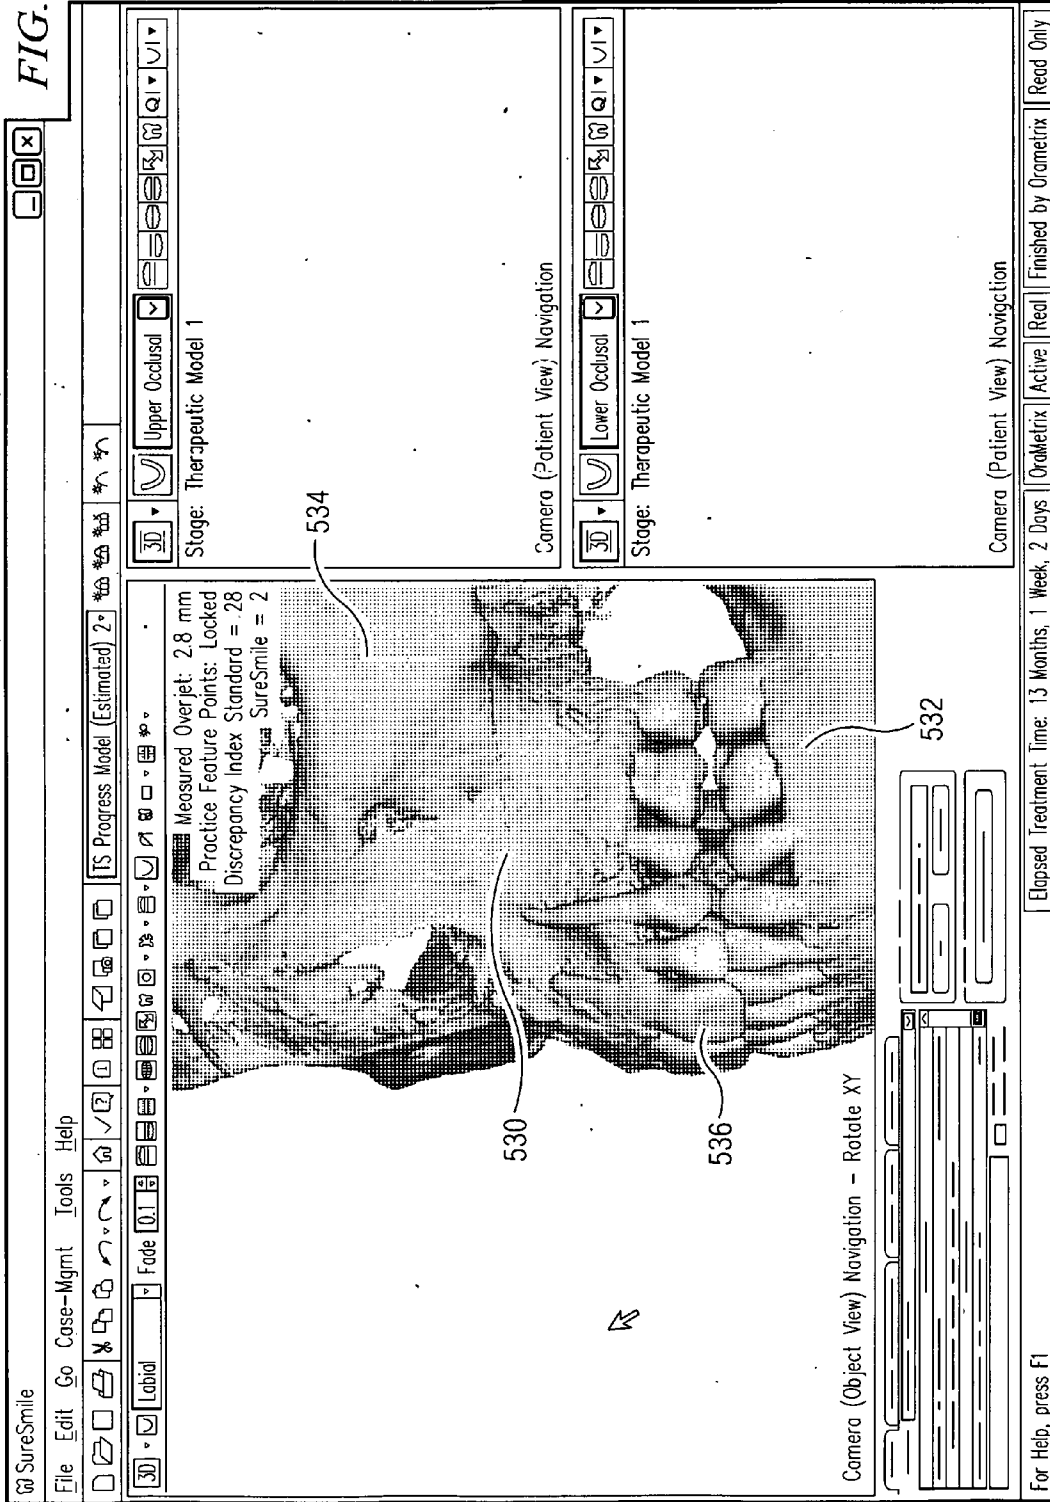 FIG.
SureSmile
File Edit Go Case-Mgmt Tools Help
TS Progress Model (Estimated) 2
3D Labial Fade 0.1
Measured Overjet: 2.8 mm
Practice Feature Points: Locked
Discrepancy Index Standard = 28
SureSmile = 2
534
530
536
532
Camera (Object View) Navigation - Rotate XY
3D Upper Occlusal
Stage: Therapeutic Model 1
Camera (Patient View) Navigation
3D Lower Occlusal
Stage: Therapeutic Model 1
Camera (Patient View) Navigation
For Help, press F1
Elapsed Treatment Time: 13 Months, 1 Week, 2 Days OraMetrix Active Real Finished by Orametrix Read Only